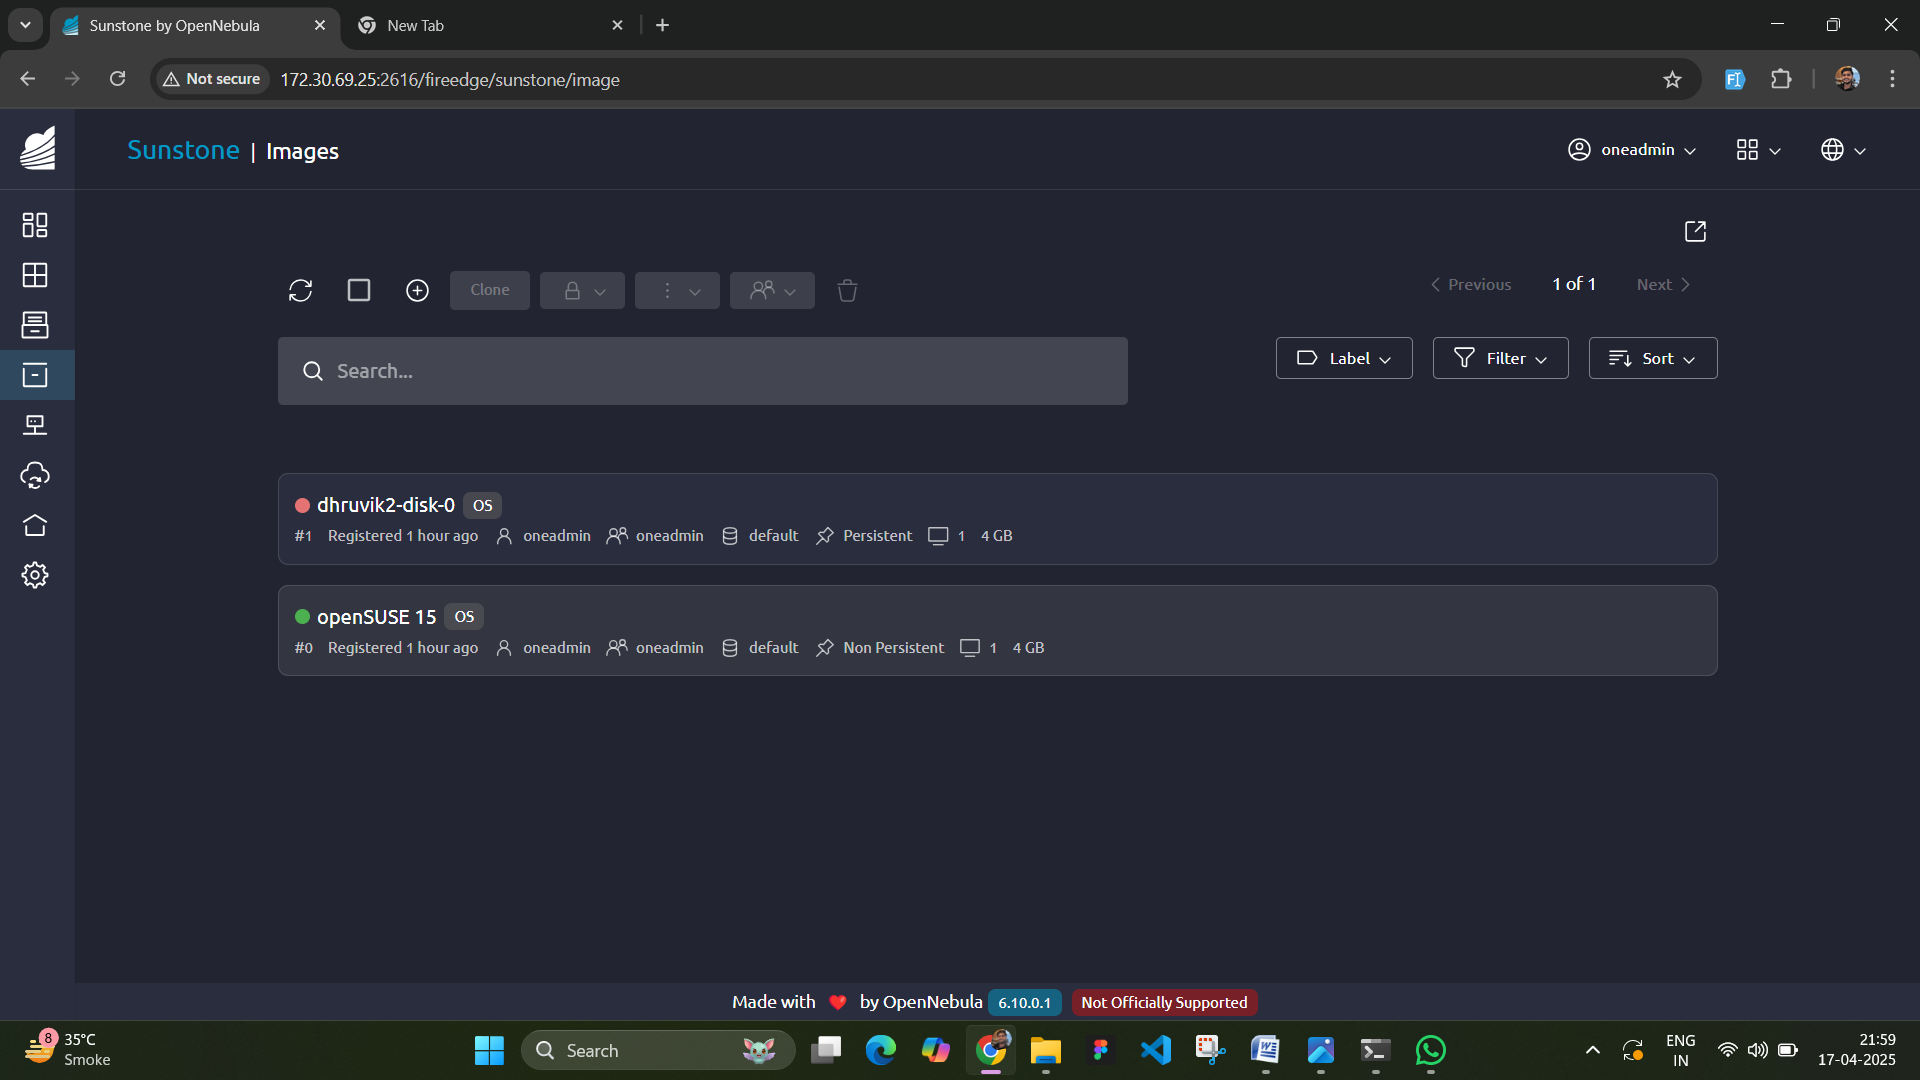 Sunstone by OpenNebula
New Tab
Not secure
172.30.69.25:2616/fireedge/sunstone/image
Sunstone | Images
oneadmin
Clone
Previous
1 of 1
Next
Search...
Label
Filter
Sort
dhruvik2-disk-0 OS
#1 Registered 1 hour ago oneadmin oneadmin default Persistent 1 4 GB
openSUSE 15 OS
#0 Registered 1 hour ago oneadmin oneadmin default Non Persistent 1 4 GB
Made with ❤ by OpenNebula 6.10.0.1 Not Officially Supported
8
35°C
Smoke
Search
ENG
IN
21:59
17-04-2025